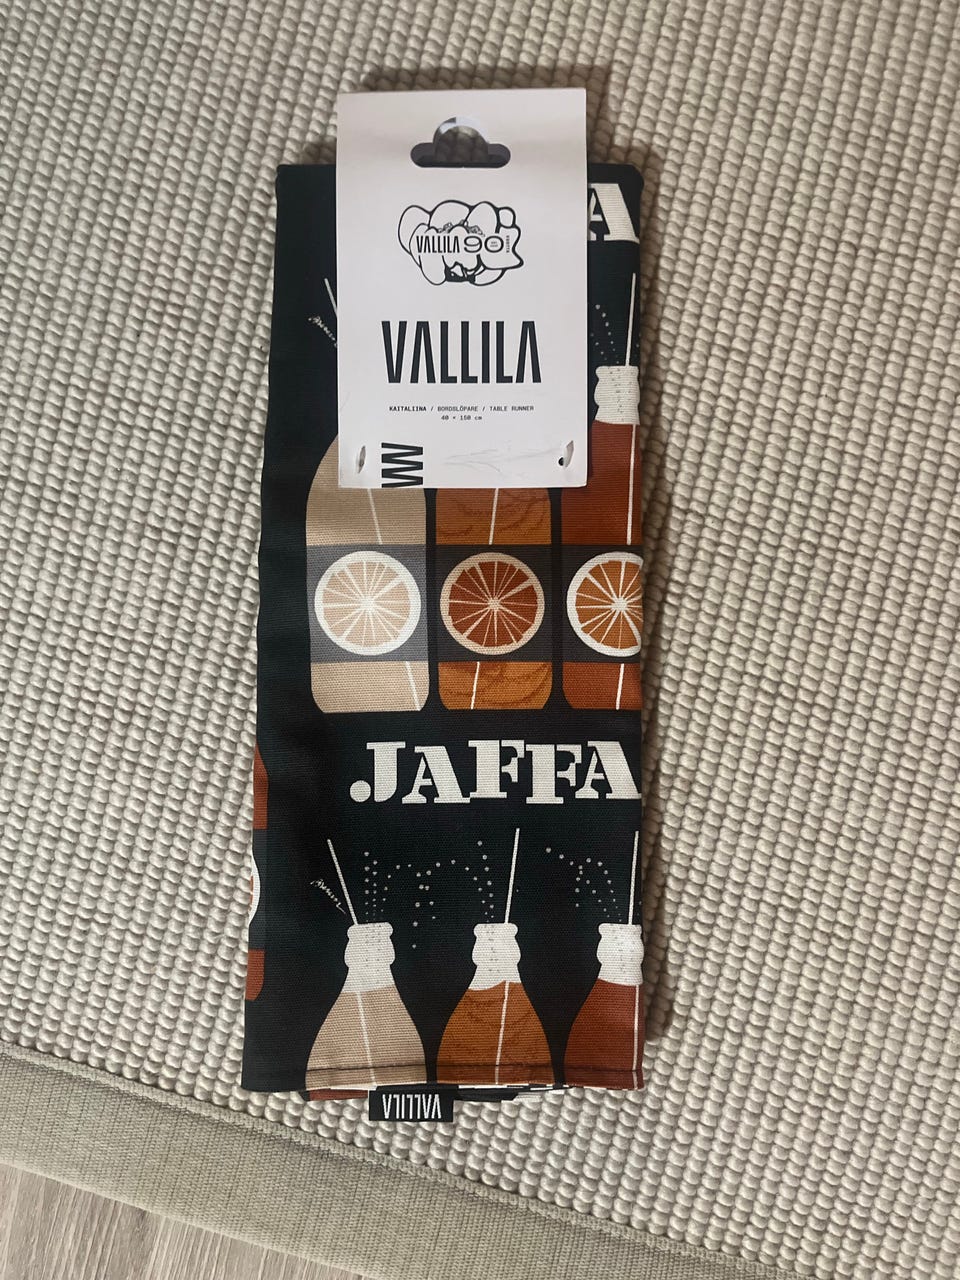 VALLILA 90
VALLILA
KAITALIINA / BORDSLÖPARE / TABLE RUNNER
40 × 150 cm
A
JAFFA
VALLILA